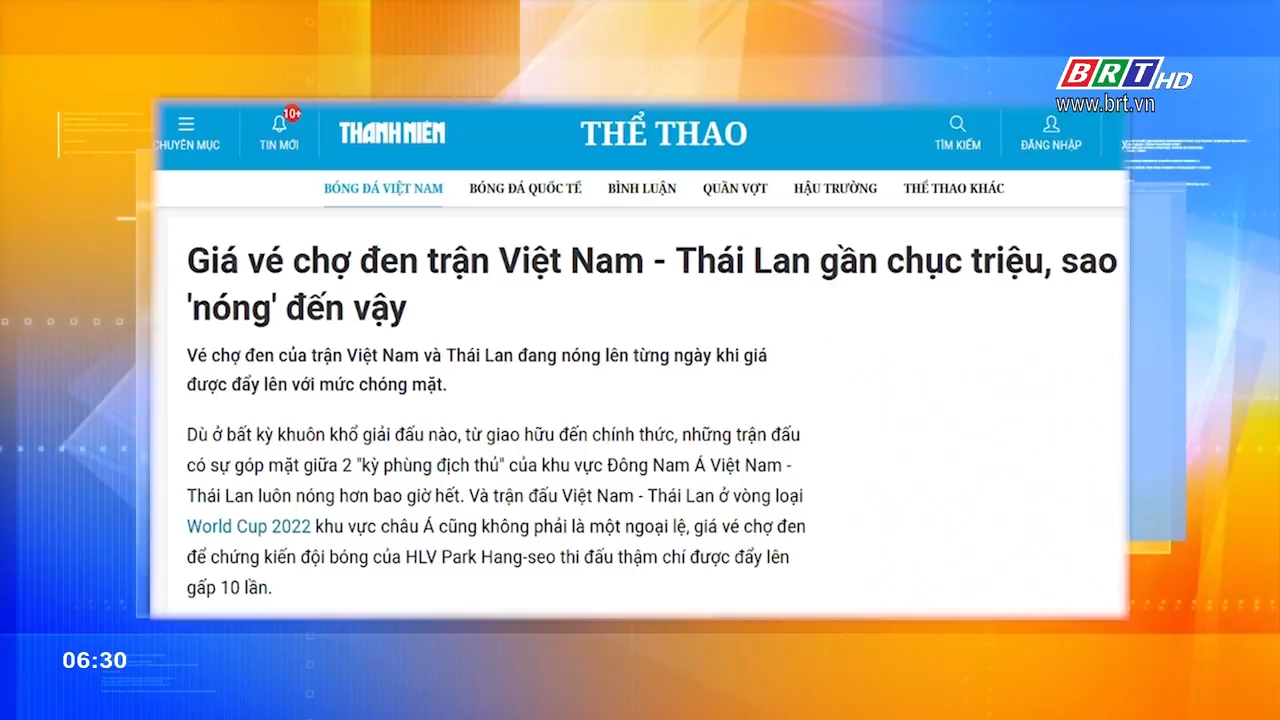 BRT HD
www.brt.vn
10+
CHUYÊN MỤC
TIN MỚI
THANH NIÊN
THỂ THAO
TÌM KIẾM
ĐĂNG NHẬP
BÓNG ĐÁ VIỆT NAM
BÓNG ĐÁ QUỐC TẾ
BÌNH LUẬN
QUẦN VỢT
HẬU TRƯỜNG
THỂ THAO KHÁC
Giá vé chợ đen trận Việt Nam - Thái Lan gần chục triệu, sao
'nóng' đến vậy
Vé chợ đen của trận Việt Nam và Thái Lan đang nóng lên từng ngày khi giá
được đẩy lên với mức chóng mặt.
Dù ở bất kỳ khuôn khổ giải đấu nào, từ giao hữu đến chính thức, những trận đấu
có sự góp mặt giữa 2 "kỳ phùng địch thủ" của khu vực Đông Nam Á Việt Nam -
Thái Lan luôn nóng hơn bao giờ hết. Và trận đấu Việt Nam - Thái Lan ở vòng loại
World Cup 2022 khu vực châu Á cũng không phải là một ngoại lệ, giá vé chợ đen
để chứng kiến đội bóng của HLV Park Hang-seo thi đấu thậm chí được đẩy lên
gấp 10 lần.
06:30